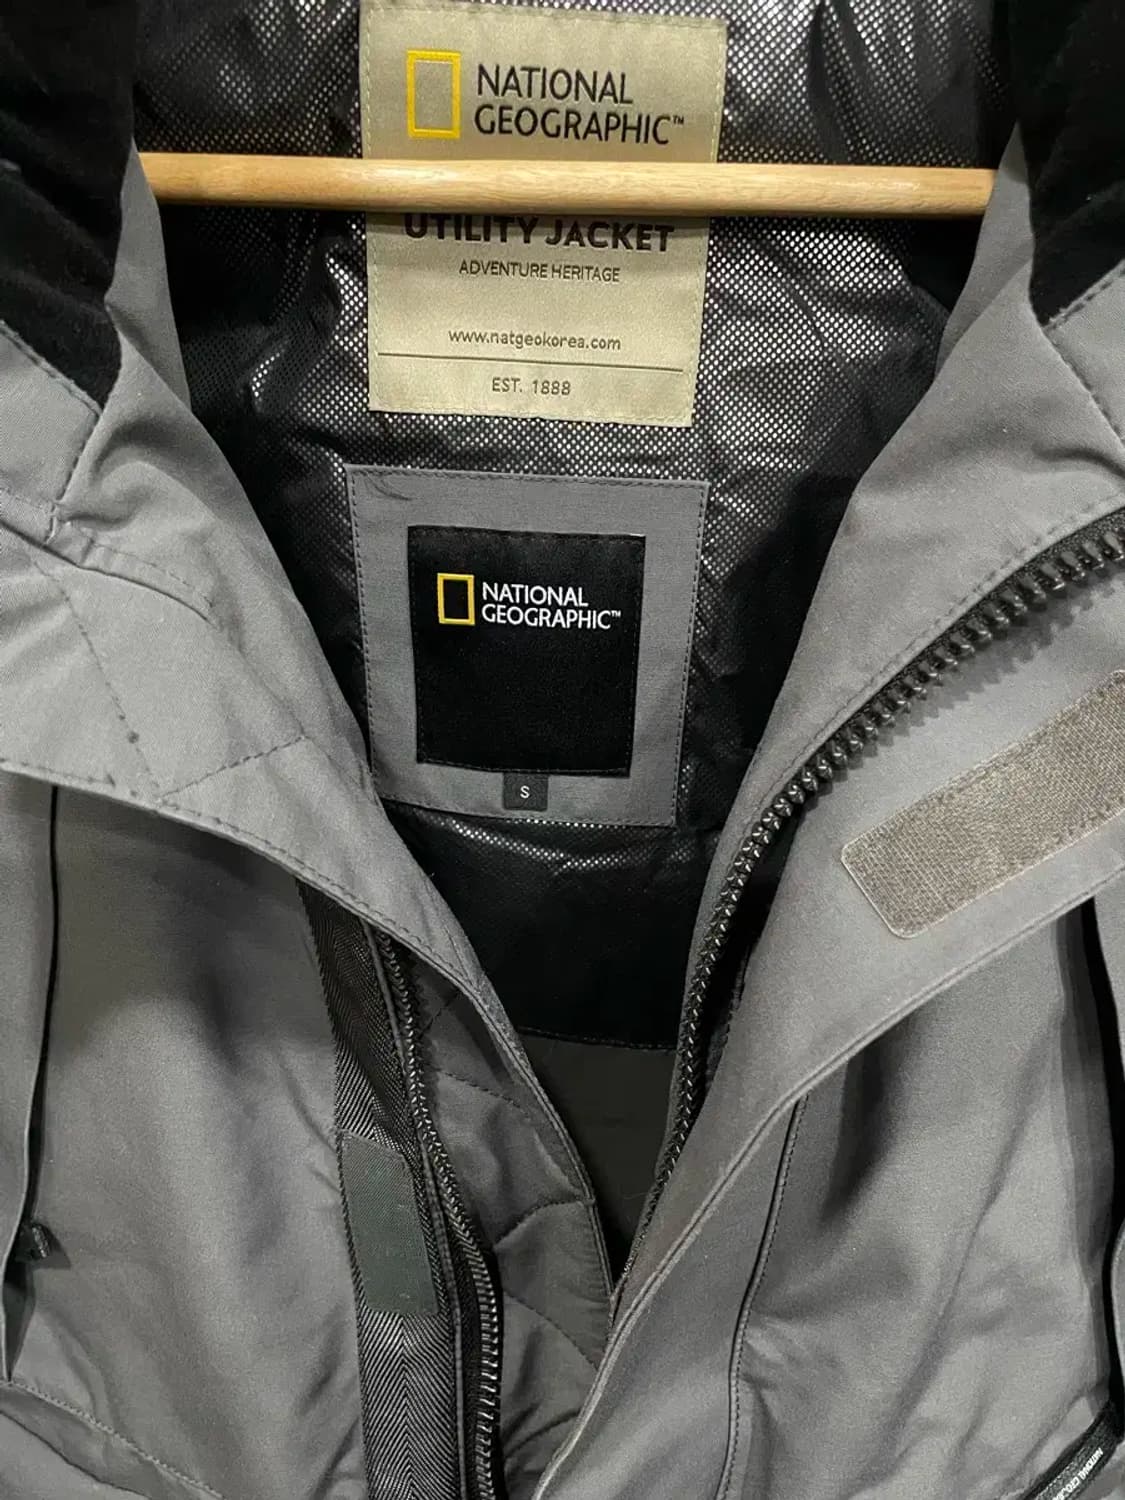 NATIONAL
GEOGRAPHIC™
UTILITY JACKET
ADVENTURE HERITAGE
www.natgeokorea.com
EST. 1888
NATIONAL
GEOGRAPHIC™
S